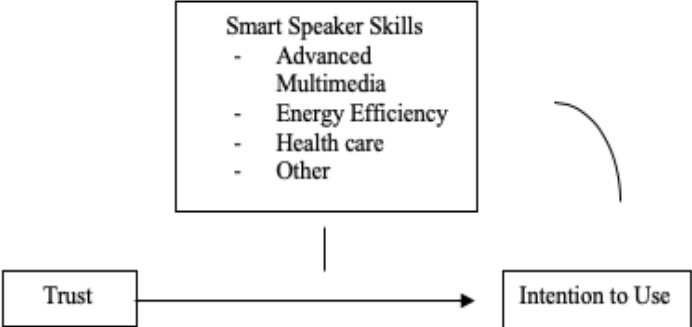 Smart Speaker Skills
- Advanced
Multimedia
- Energy Efficiency
- Health care
- Other
Trust
Intention to Use